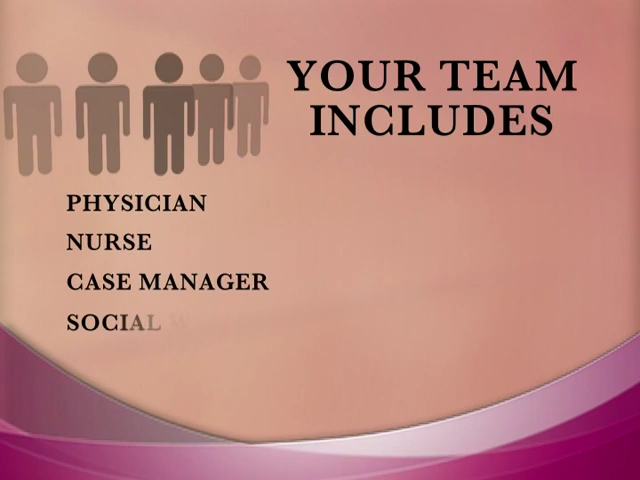 YOUR TEAM
INCLUDES
PHYSICIAN
NURSE
CASE MANAGER
SOCIAL